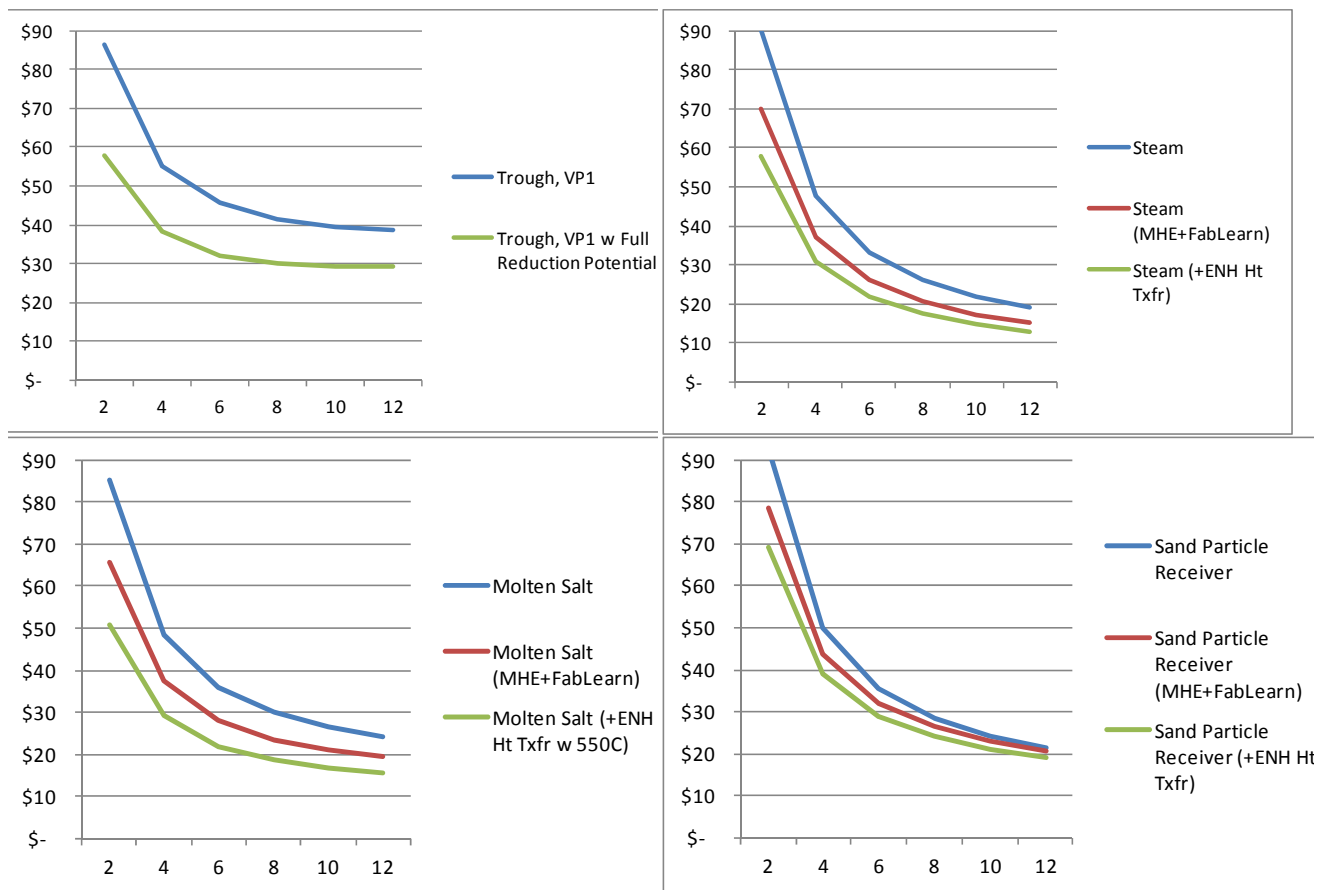 $90
$80
$70
$60
$50
$40
$30
$20
$10
$-
2 4 6 8 10 12
Trough, VP1
Trough, VP1 w Full
Reduction Potential
$90
$80
$70
$60
$50
$40
$30
$20
$10
$-
2 4 6 8 10 12
Steam
Steam
(MHE+FabLearn)
Steam (+ENH Ht
Txfr)
$90
$80
$70
$60
$50
$40
$30
$20
$10
$-
2 4 6 8 10 12
Molten Salt
Molten Salt
(MHE+FabLearn)
Molten Salt (+ENH
Ht Txfr w 550C)
$90
$80
$70
$60
$50
$40
$30
$20
$10
$-
2 4 6 8 10 12
Sand Particle
Receiver
Sand Particle
Receiver
(MHE+FabLearn)
Sand Particle
Receiver (+ENH Ht
Txfr)